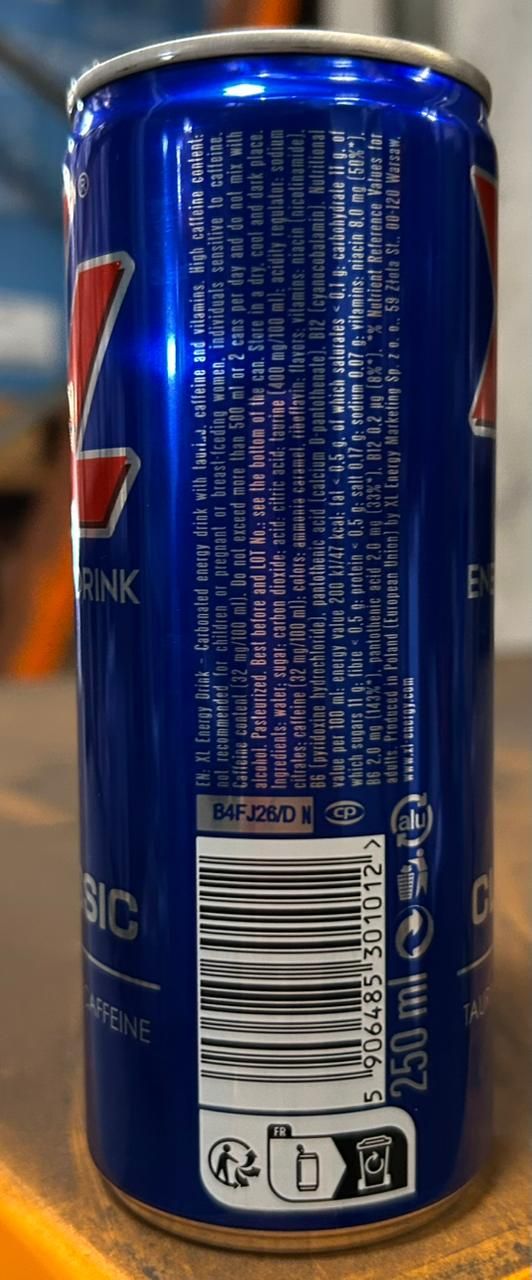 ®
L
DRINK
SIC
CAFFEINE
EN: XL Energy Drink – Carbonated energy drink with caffeine and vitamins. High caffeine content:
not recommended for children or pregnant or breast-feeding women, individuals sensitive to caffeine.
Caffeine content (32 mg/100 ml). Do not exceed more than 500 ml or 2 cans per day and do not mix with
alcohol. Pasteurized. Best before and LOT No.: see the bottom of the can. Store in a dry, cool and dark place.
Ingredients: water; sugar; carbon dioxide; acid: citric acid; taurine (400 mg/100 ml); acidity regulator: sodium
citrates; caffeine (32 mg/100 ml); colors: ammonia caramel, riboflavin; flavors; vitamins: niacin (nicotinamide),
B6 (pyridoxine hydrochloride), pantothenic acid (calcium D-pantothenate), B12 (cyanocobalamin). Nutritional
value per 100 ml: energy value 200 kJ/47 kcal; fat < 0.5 g, of which saturates < 0.1 g; carbohydrate 11 g, of
which sugars 11 g; fibre < 0.5 g; protein < 0.5 g; salt 0.17 g; sodium 0.07 g; vitamins: niacin 8.0 mg (50%*),
B6 2.0 mg (143%*), pantothenic acid 2.0 mg (33%*), B12 0.2 µg (8%*). *% Nutrient Reference Values for
adults. Produced in Poland (European Union) by XL Energy Marketing Sp. z o. o., 59 Złota St., 00-120 Warsaw.
www.xl-energy.com
B4FJ26/D N
CP
5 906485 301012 >
250 ml
alu
FR
ENE
TAU